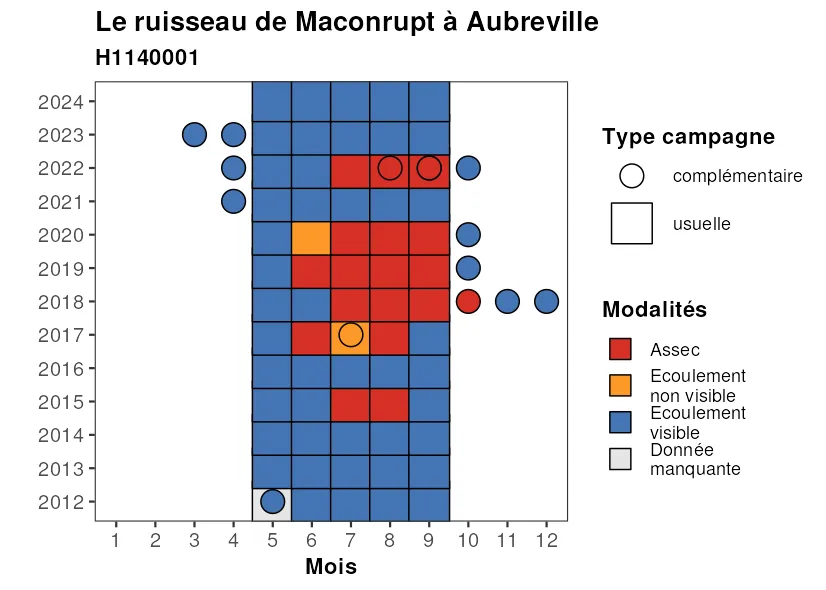 Le ruisseau de Maconrupt à Aubreville
H1140001
2024
2023
2022
2021
2020
2019
2018
2017
2016
2015
2014
2013
2012
1 2 3 4 5 6 7 8 9 10 11 12
Mois
Type campagne
complémentaire
usuelle
Modalités
Assec
Ecoulement
non visible
Ecoulement
visible
Donnée
manquante